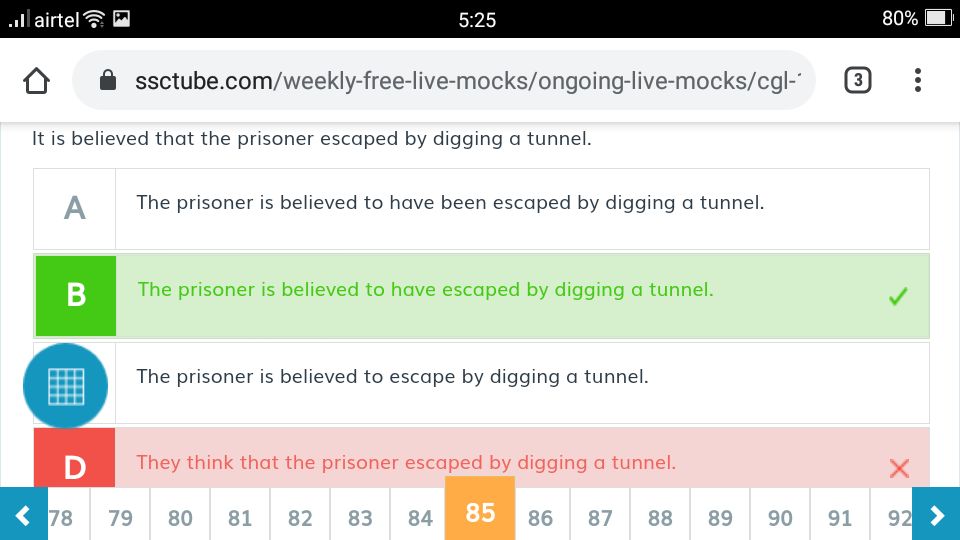 airtel 5:25 80%
ssctube.com/weekly-free-live-mocks/ongoing-live-mocks/cgl- 3
It is believed that the prisoner escaped by digging a tunnel.
A The prisoner is believed to have been escaped by digging a tunnel.
B The prisoner is believed to have escaped by digging a tunnel.
The prisoner is believed to escape by digging a tunnel.
D They think that the prisoner escaped by digging a tunnel.
78 79 80 81 82 83 84 85 86 87 88 89 90 91 92